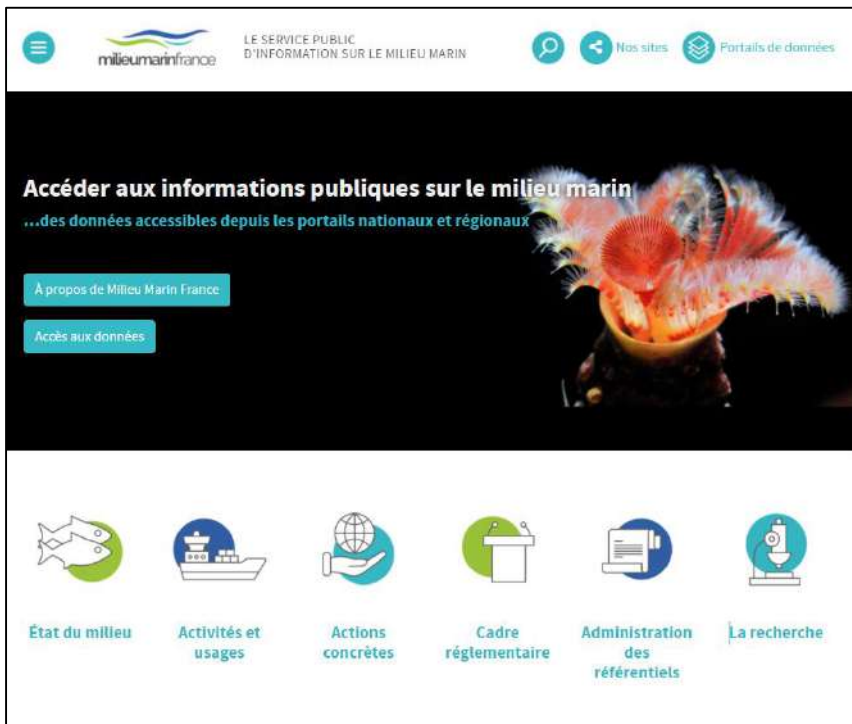 milieumarinfrance
LE SERVICE PUBLIC
D'INFORMATION SUR LE MILIEU MARIN
Nos sites
Portails de données
Accéder aux informations publiques sur le milieu marin
...des données accessibles depuis les portails nationaux et régionaux
À propos de Milieu Marin France
Accès aux données
État du milieu
Activités et
usages
Actions
concrètes
Cadre
réglementaire
Administration
des
référentiels
La recherche